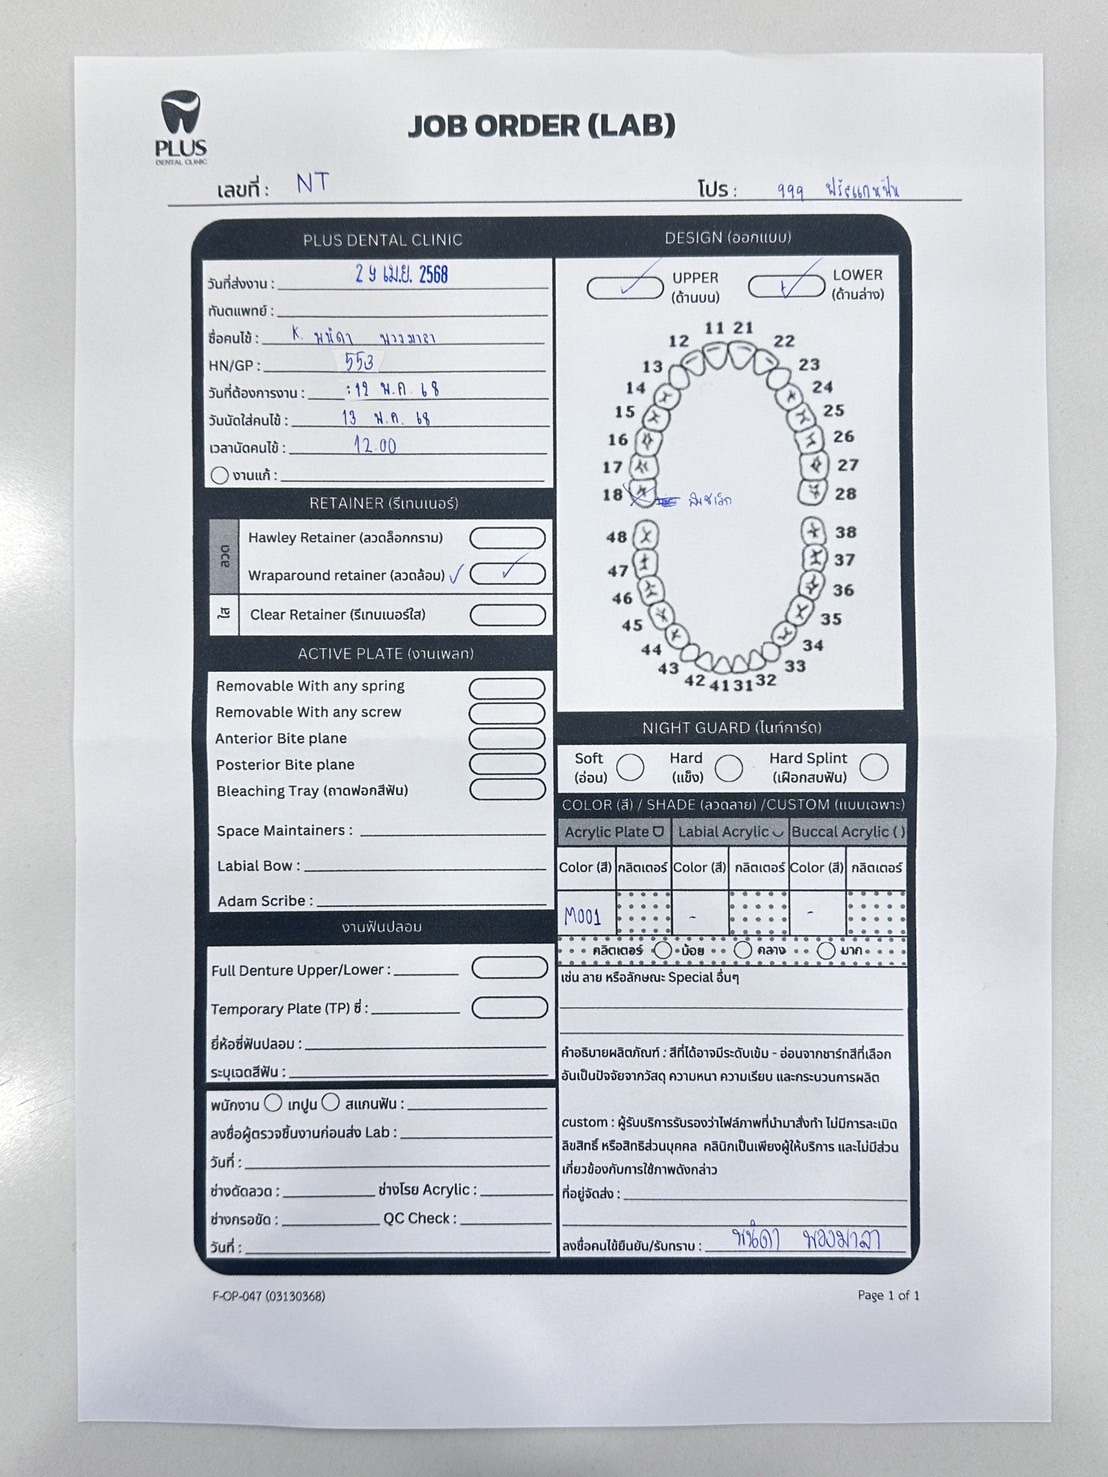 PLUS
DENTAL CLINIC
JOB ORDER (LAB)
เลขที่ : NT
โปร : 999 ฟรีสแกนฟัน
PLUS DENTAL CLINIC
วันที่ส่งงาน : 29 เม.ย. 2568
ทันตแพทย์ :
ชื่อคนไข้ : K. พนิดา พวงมาลา
HN/GP : 553
วันที่ต้องการงาน : 12 พ.ค. 68
วันนัดใส่คนไข้ : 13 พ.ค. 68
เวลานัดคนไข้ : 12.00
งานแก้ :
RETAINER (รีเทนเนอร์)
ลวด
Hawley Retainer (ลวดล็อกกราม)
Wraparound retainer (ลวดล้อม) ✓ ✓
ใส
Clear Retainer (รีเทนเนอร์ใส)
ACTIVE PLATE (งานเพลท)
Removable With any spring
Removable With any screw
Anterior Bite plane
Posterior Bite plane
Bleaching Tray (ถาดฟอกสีฟัน)
Space Maintainers :
Labial Bow :
Adam Scribe :
งานฟันปลอม
Full Denture Upper/Lower :
Temporary Plate (TP) ซี่ :
ยี่ห้อซี่ฟันปลอม :
ระบุเฉดสีฟัน :
พนักงาน เทปูน สแกนฟัน :
ลงชื่อผู้ตรวจชิ้นงานก่อนส่ง Lab :
วันที่ :
ช่างดัดลวด : ช่างโรย Acrylic :
ช่างกรอขัด : QC Check :
วันที่ :
DESIGN (ออกแบบ)
✓ UPPER (ด้านบน) ✓ LOWER (ด้านล่าง)
11 21
12 22
13 23
14 24
15 25
16 26
17 27
18 28
48 38
47 37
46 36
45 35
44 34
43 33
42 41 31 32
NIGHT GUARD (ไนท์การ์ด)
Soft (อ่อน) Hard (แข็ง) Hard Splint (เฝือกสบฟัน)
COLOR (สี) / SHADE (ลวดลาย) /CUSTOM (แบบเฉพาะ)
Acrylic Plate Labial Acrylic Buccal Acrylic ( )
Color (สี) กลิตเตอร์ Color (สี) กลิตเตอร์ Color (สี) กลิตเตอร์
M001 - -
กลิตเตอร์ น้อย กลาง มาก
เช่น ลาย หรือลักษณะ Special อื่นๆ
คำอธิบายผลิตภัณฑ์ : สีที่ได้อาจมีระดับเข้ม - อ่อนจากชาร์ทสีที่เลือก
อันเป็นปัจจัยจากวัสดุ ความหนา ความเรียบ และกระบวนการผลิต
custom : ผู้รับบริการรับรองว่าไฟล์ภาพที่นำมาสั่งทำ ไม่มีการละเมิด
ลิขสิทธิ์ หรือสิทธิส่วนบุคคล คลินิกเป็นเพียงผู้ให้บริการ และไม่มีส่วน
เกี่ยวข้องกับการใช้ภาพดังกล่าว
ที่อยู่จัดส่ง :
ลงชื่อคนไข้ยืนยัน/รับทราบ : พนิดา พวงมาลา
F-OP-047 (03130368)
Page 1 of 1